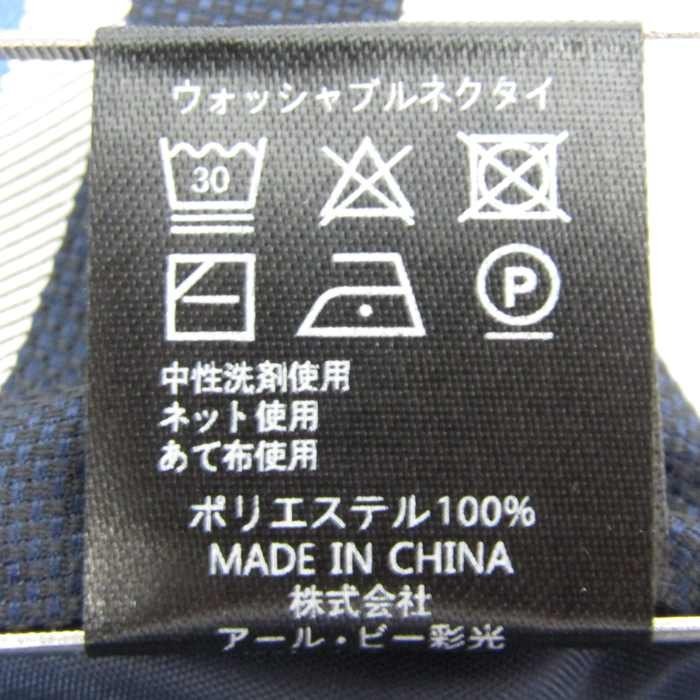 ウォッシャブルネクタイ
30
P
中性洗剤使用
ネット使用
あて布使用
ポリエステル100%
MADE IN CHINA
株式会社
アール・ビー彩光